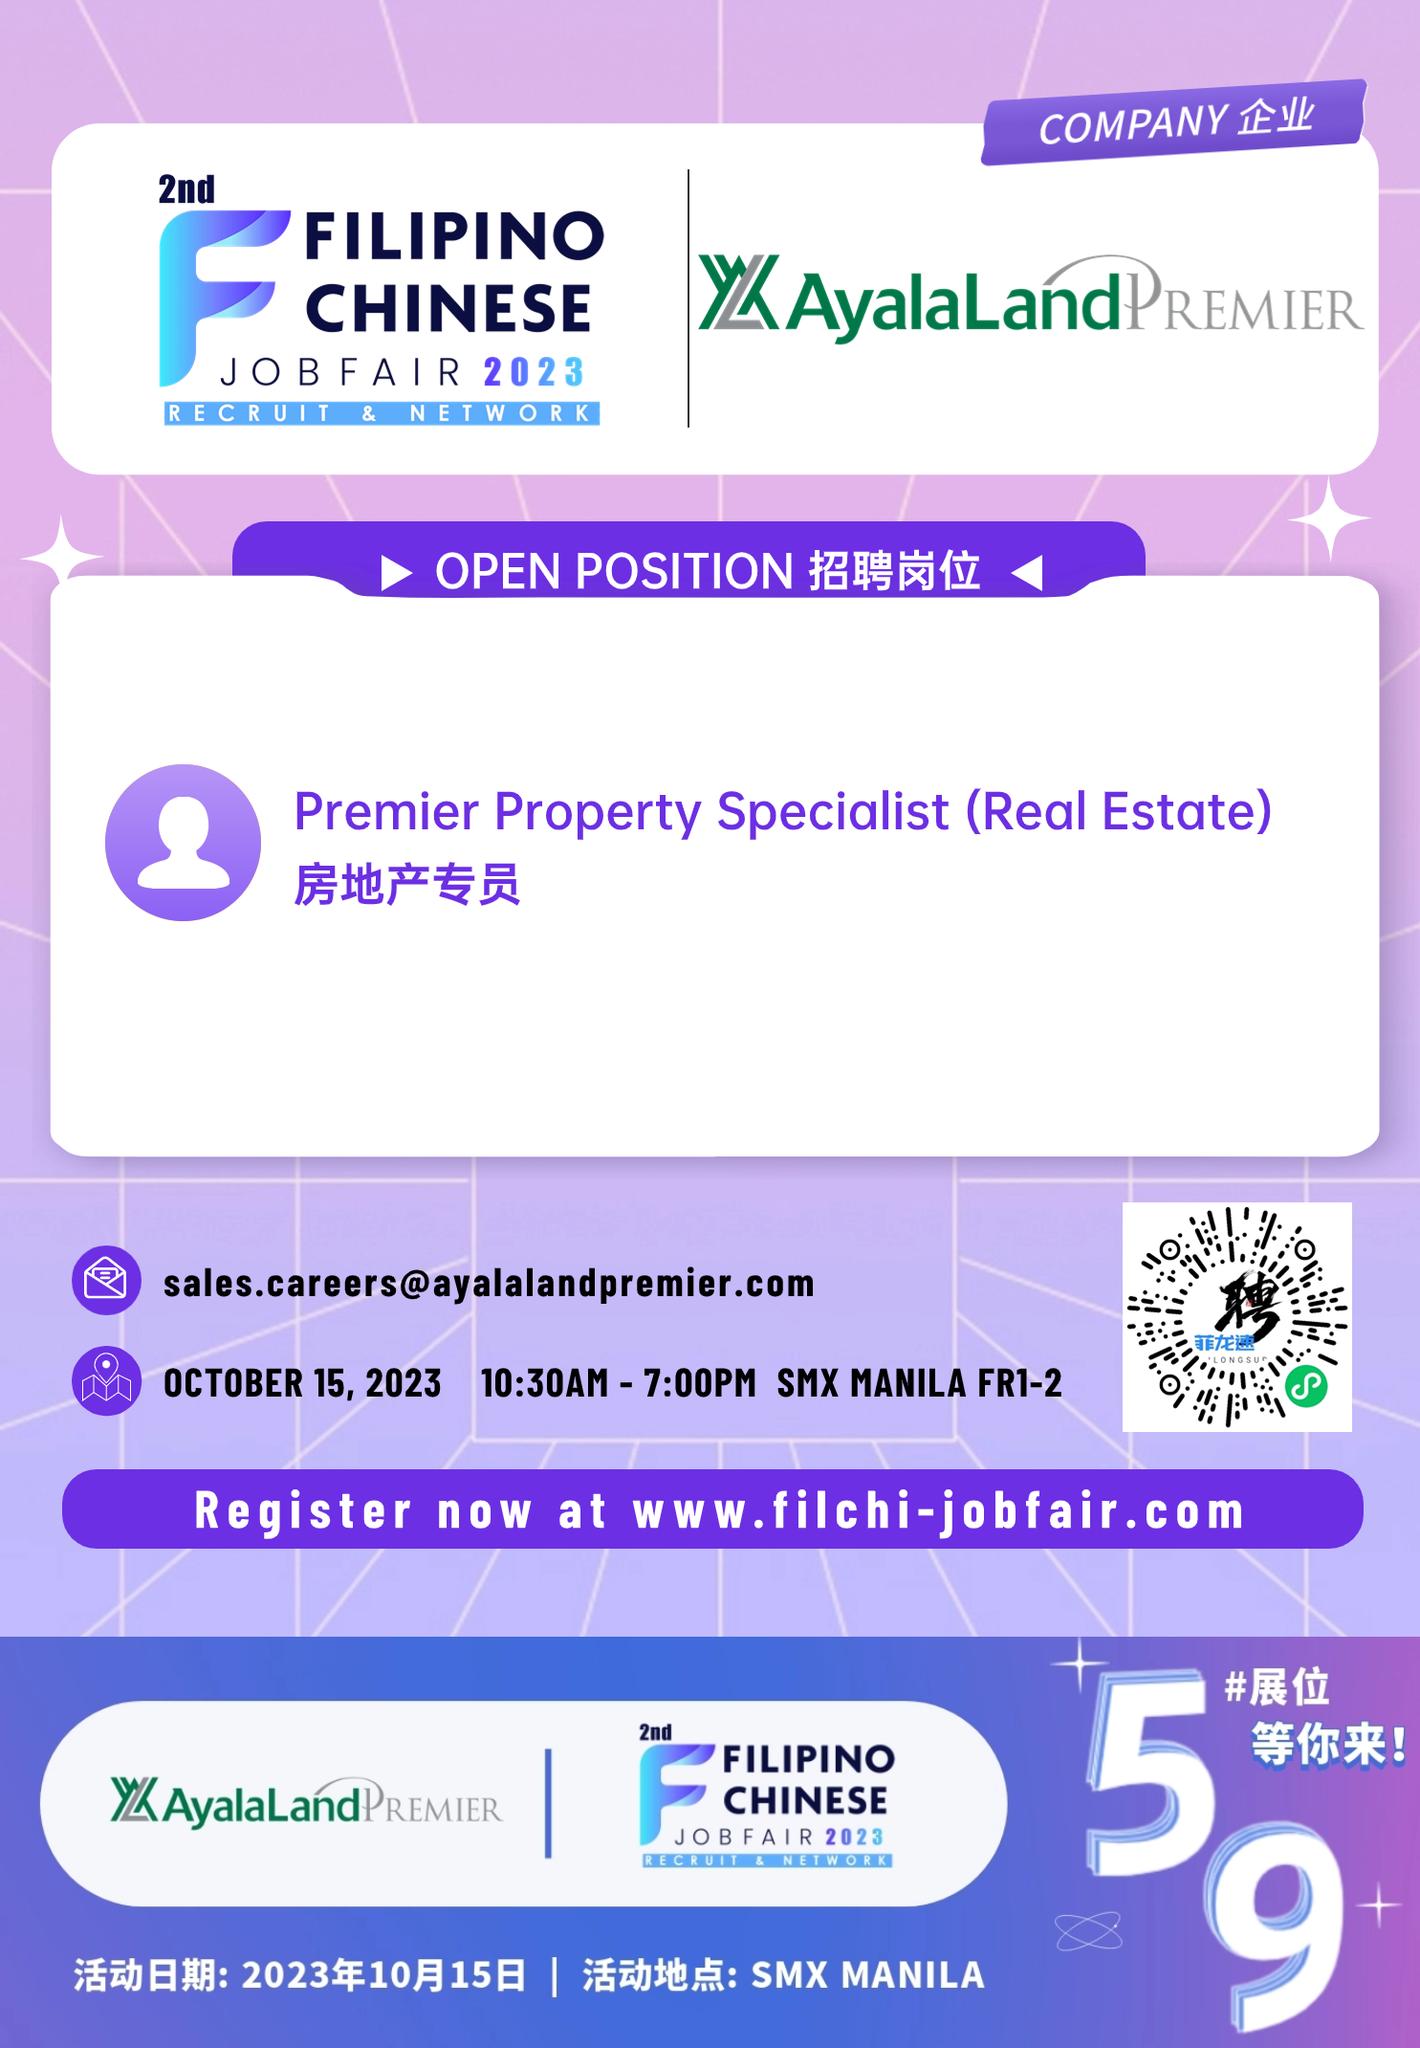 COMPANY 企业
2nd
FILIPINO
CHINESE
JOBFAIR 2023
RECRUIT & NETWORK
AyalaLand PREMIER
OPEN POSITION 招聘岗位
Premier Property Specialist (Real Estate)
房地产专员
sales.careers@ayalalandpremier.com
聘
菲龙速
OCTOBER 15, 2023 10:30AM - 7:00PM SMX MANILA FR1-2
Register now at www.filchi-jobfair.com
#展位
等你来!
59
AyalaLand PREMIER
2nd
FILIPINO
CHINESE
JOBFAIR 2023
RECRUIT & NETWORK
活动日期: 2023年10月15日 | 活动地点: SMX MANILA